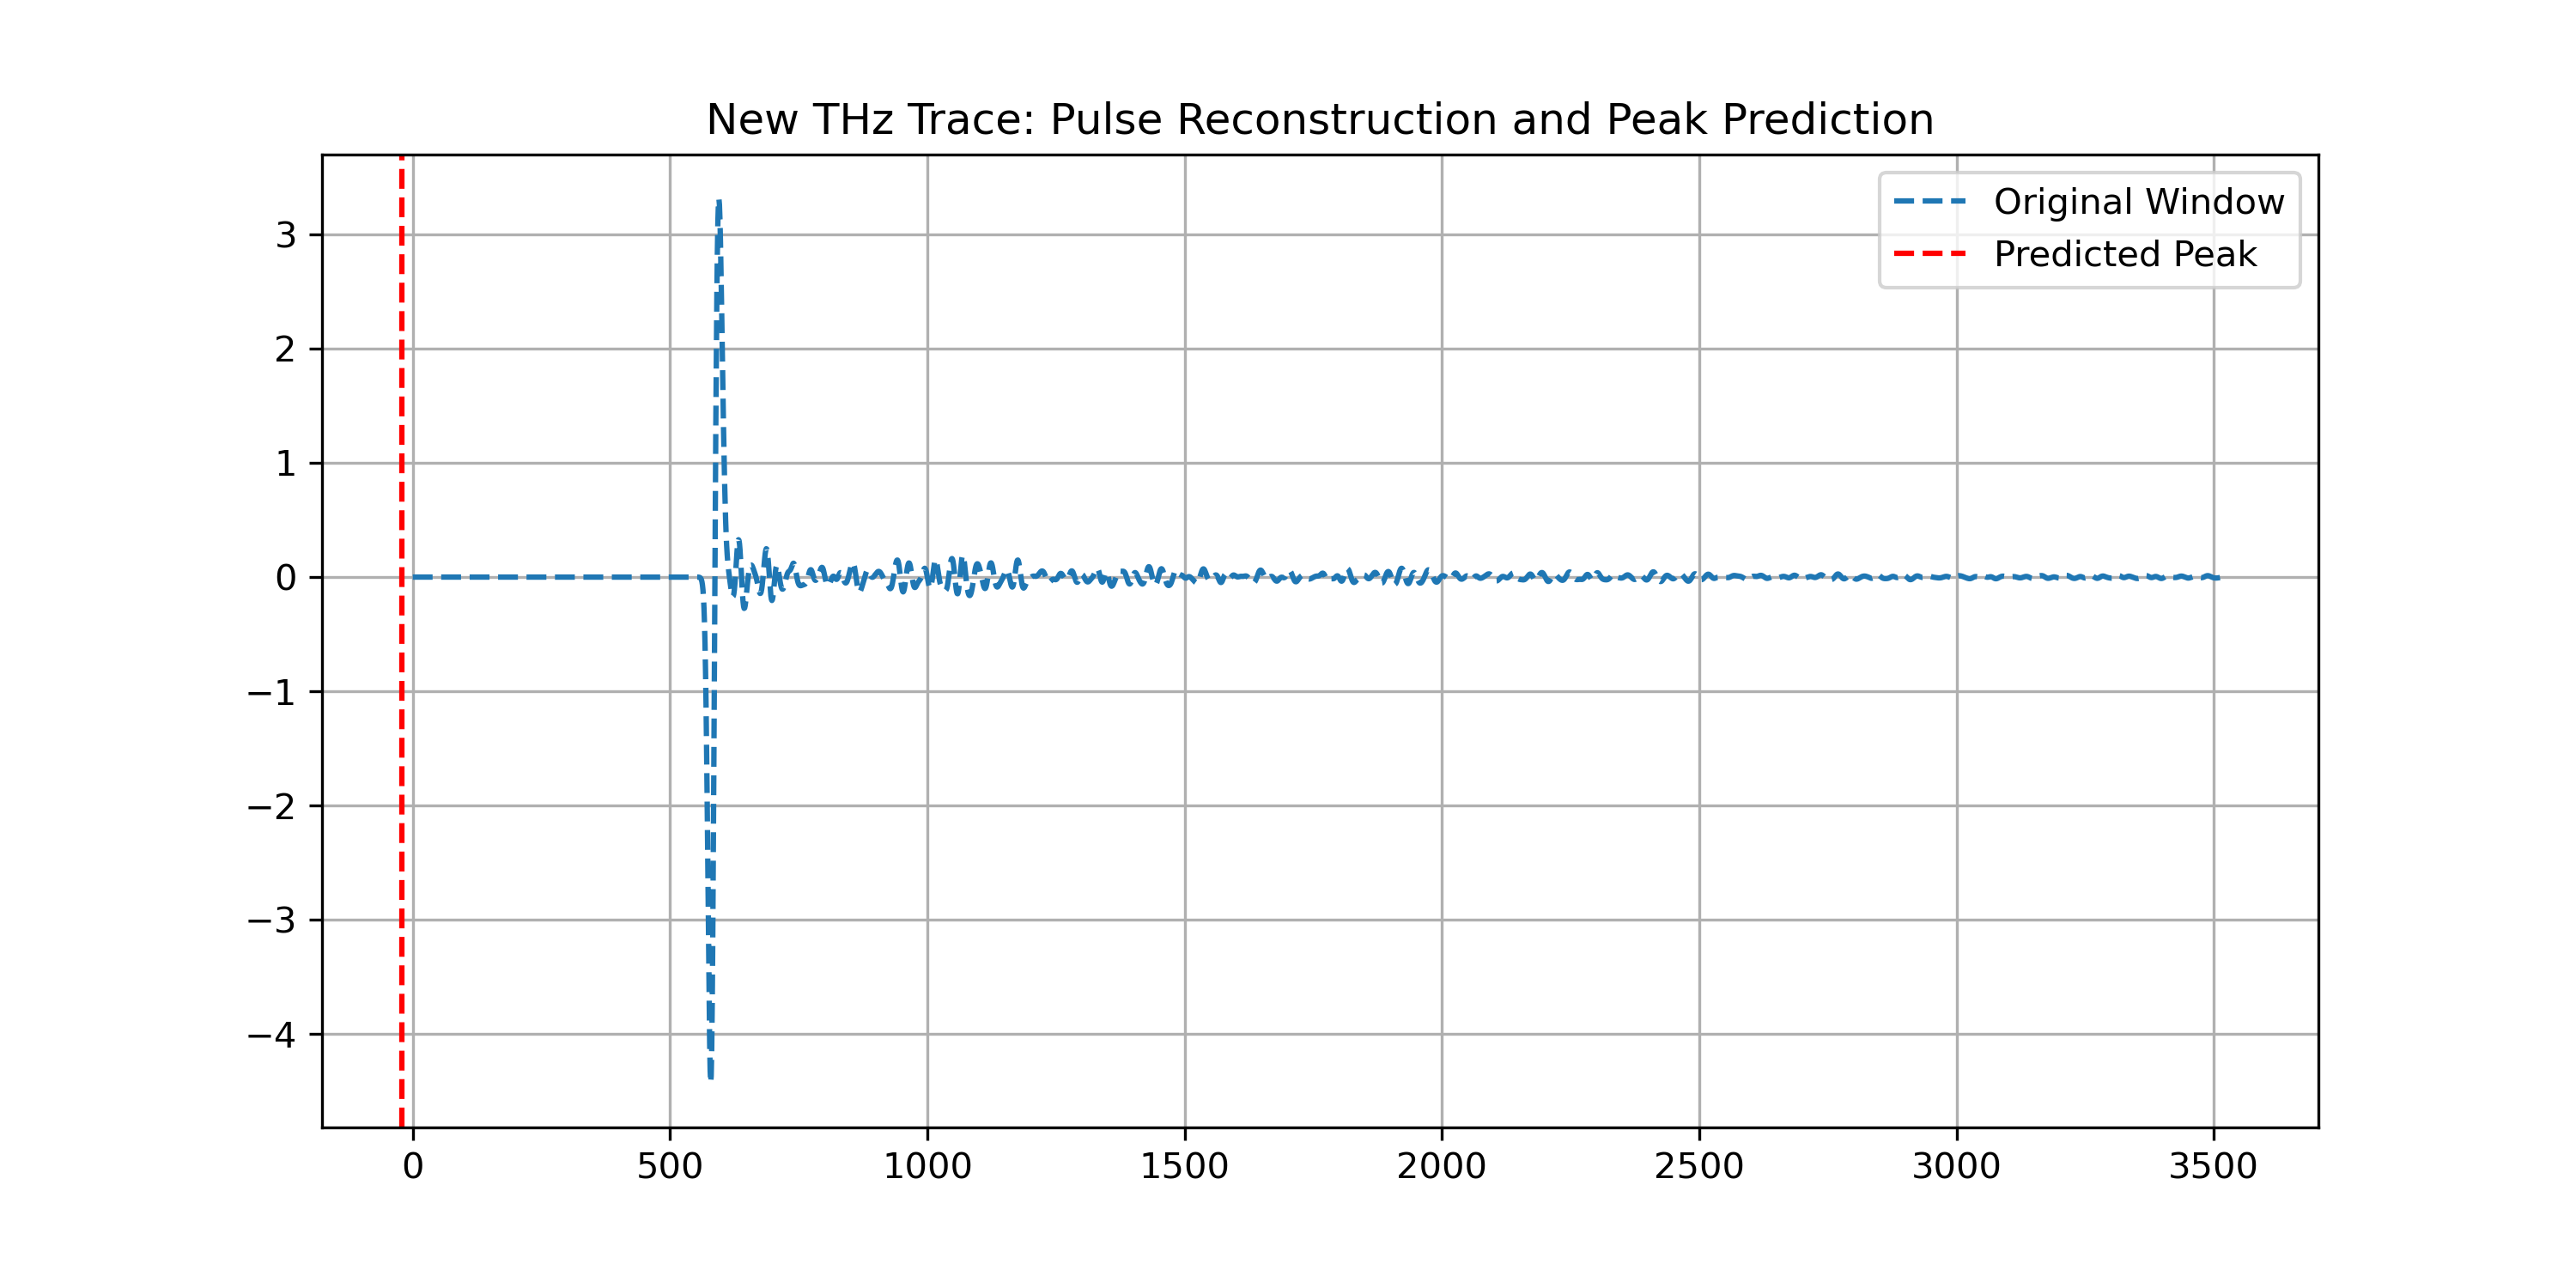 New THz Trace: Pulse Reconstruction and Peak Prediction
Original Window
Predicted Peak
3
2
1
0
−1
−2
−3
−4
0 500 1000 1500 2000 2500 3000 3500